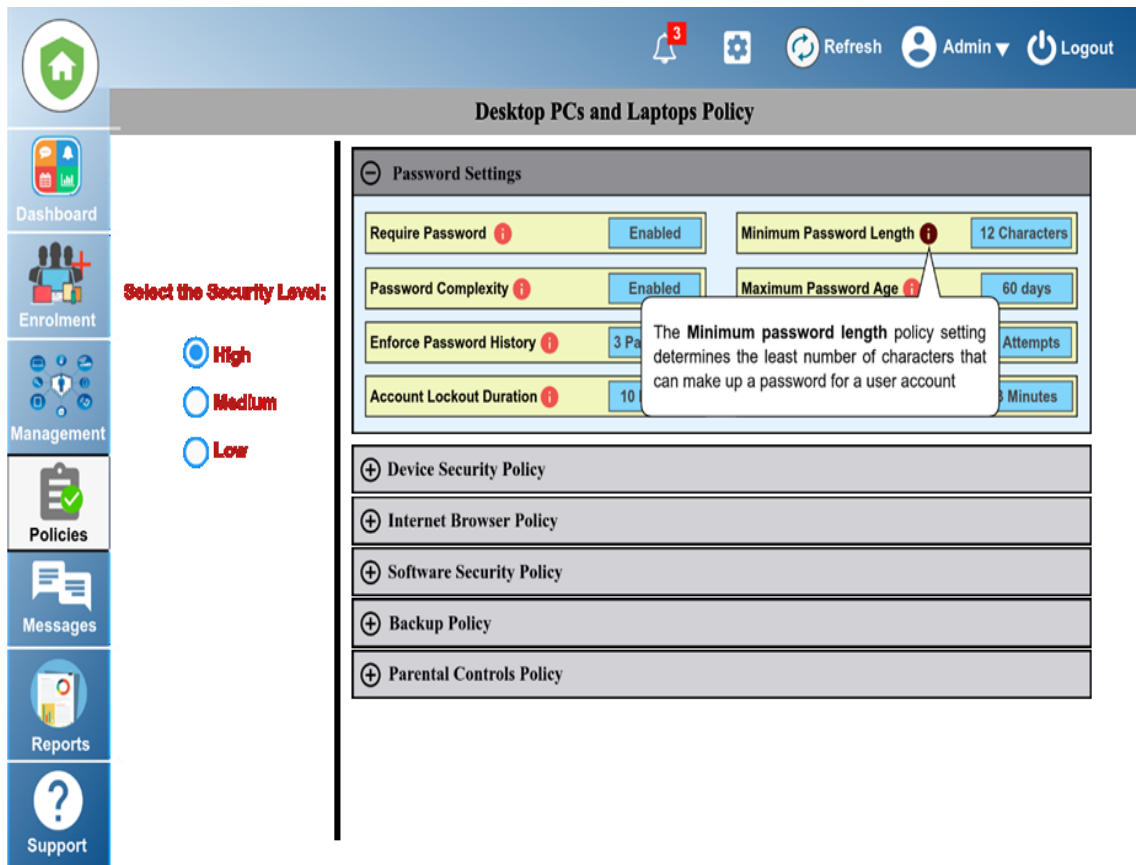 3
Refresh
Admin
Logout
Desktop PCs and Laptops Policy
Dashboard
Enrolment
Management
Policies
Messages
Reports
Support
Select the Security Level:
High
Medium
Low
Password Settings
Require Password
Enabled
Minimum Password Length
12 Characters
Password Complexity
Enabled
Maximum Password Age
60 days
Enforce Password History
3
Attempts
Account Lockout Duration
10
Minutes
The Minimum password length policy setting
determines the least number of characters that
can make up a password for a user account
Device Security Policy
Internet Browser Policy
Software Security Policy
Backup Policy
Parental Controls Policy